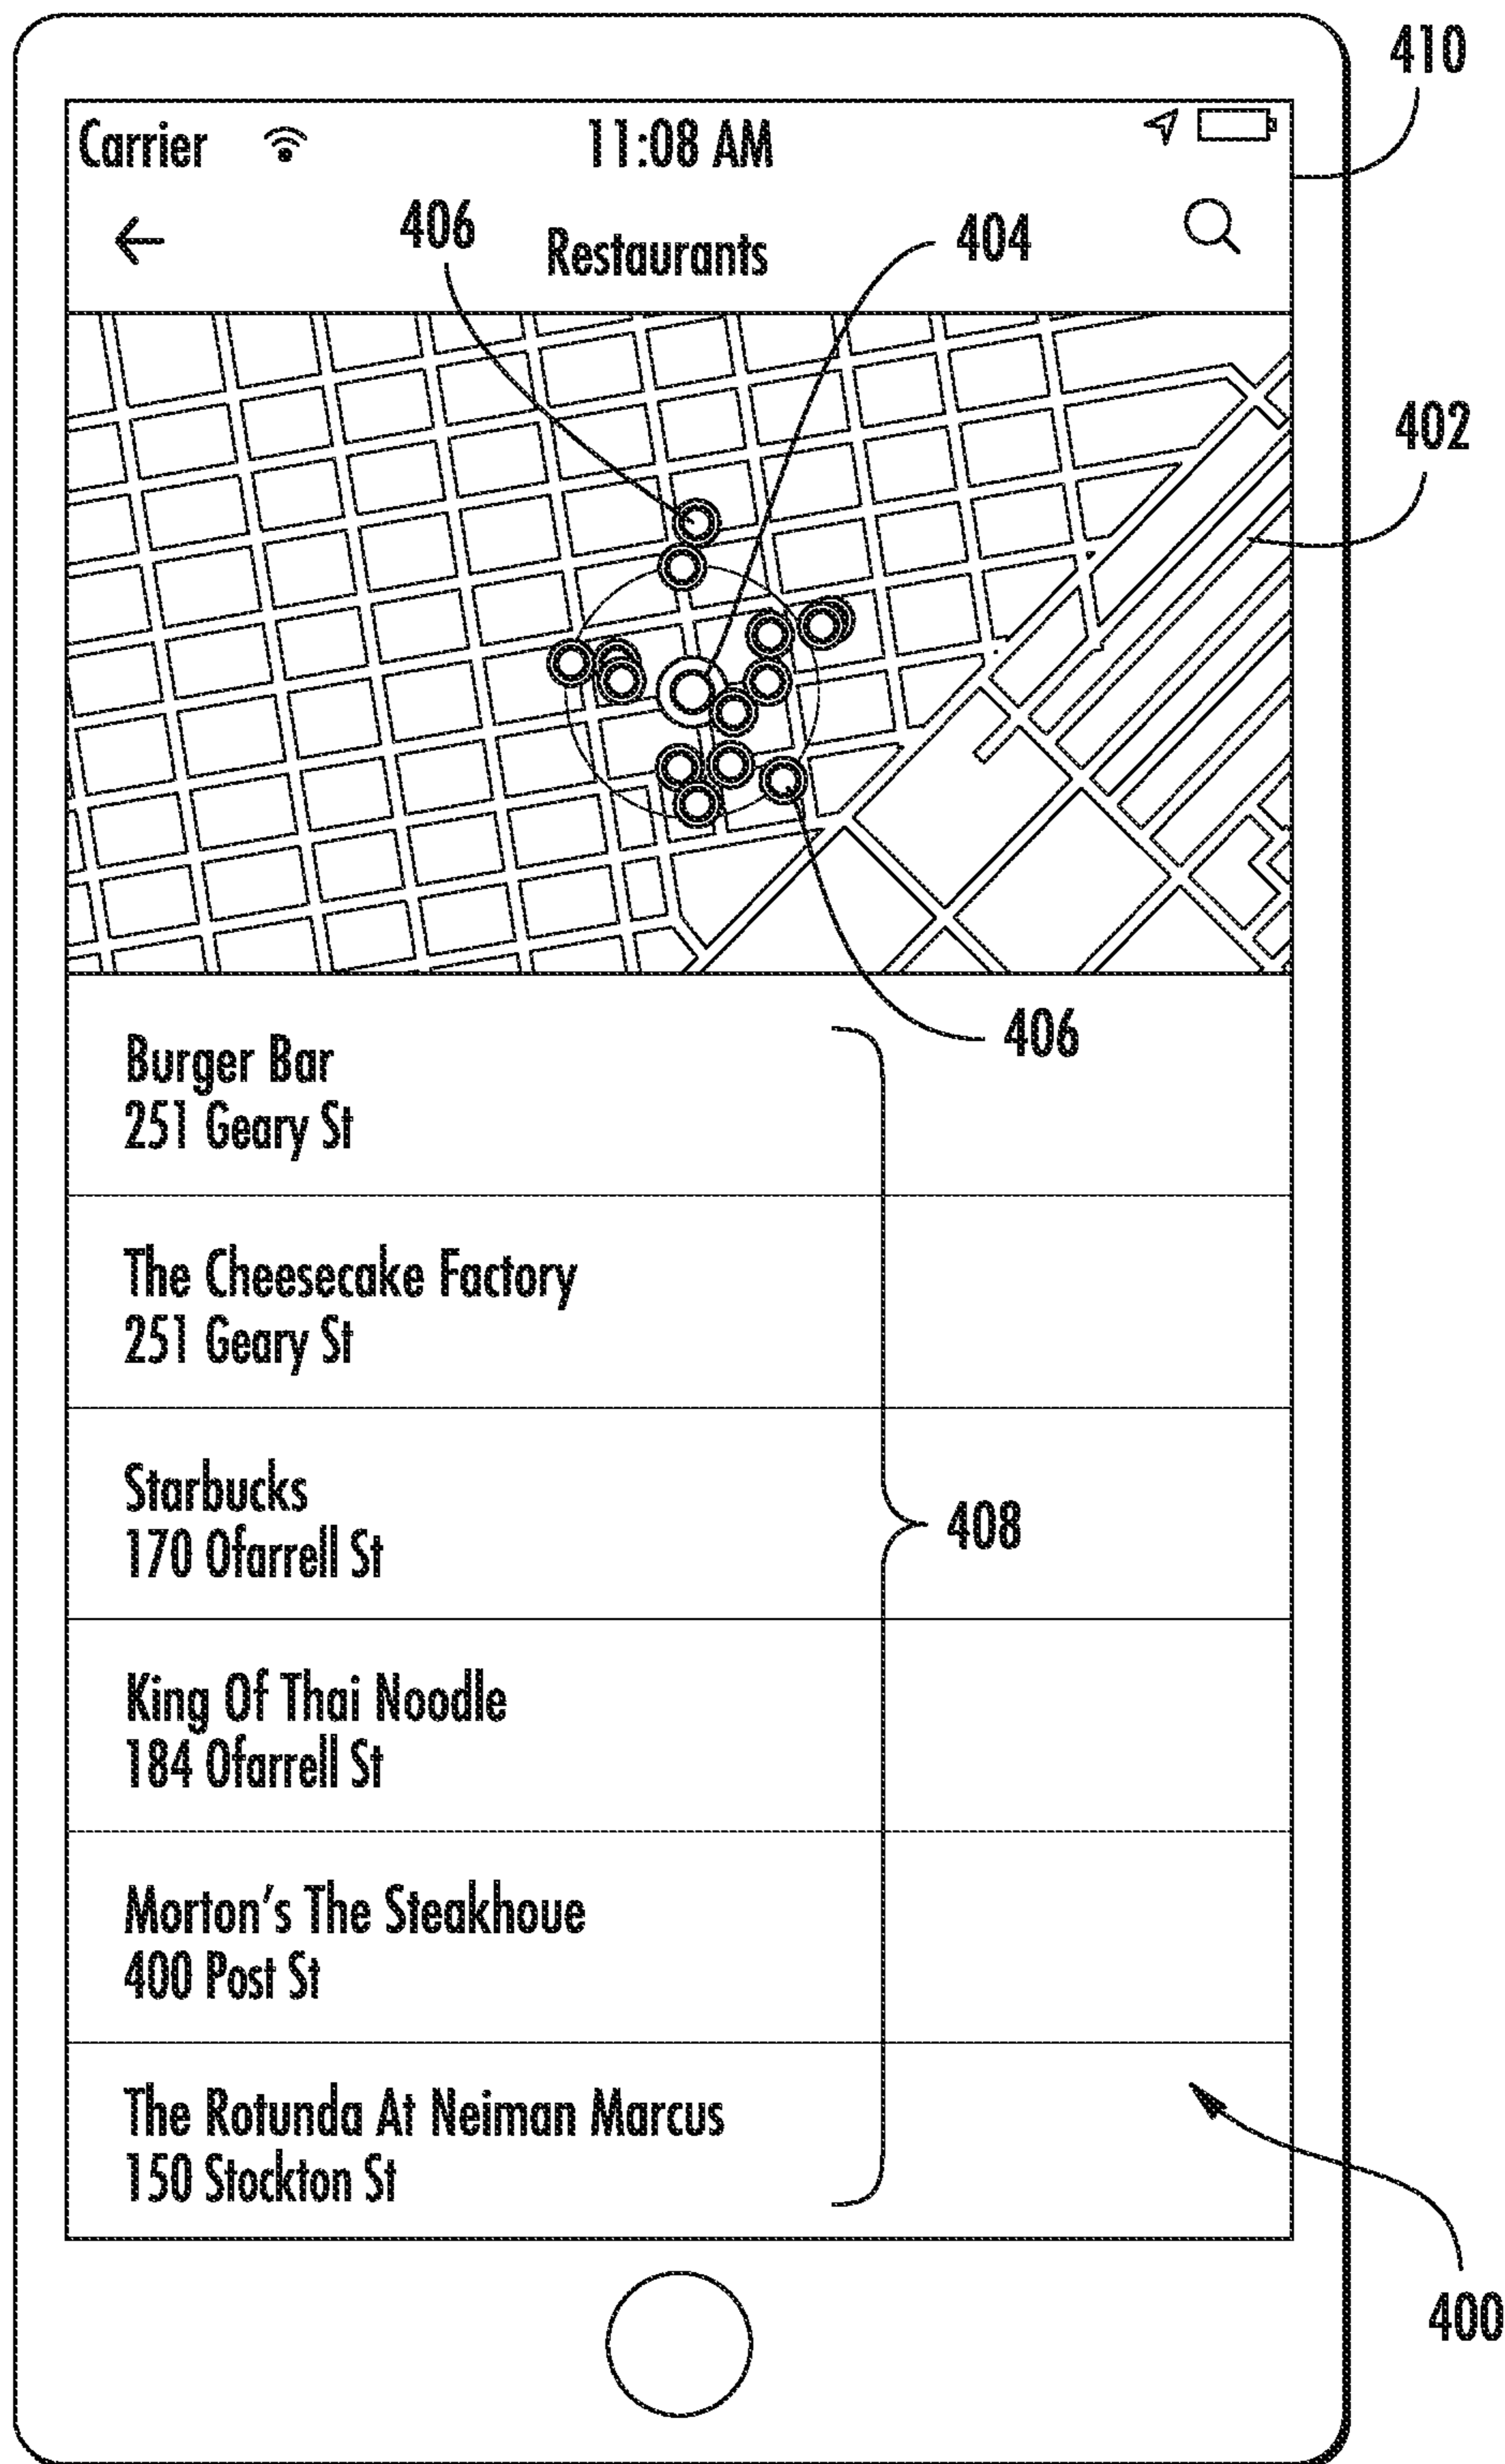 410
Carrier 11:08 AM
406 Restaurants 404
402
406
Burger Bar
251 Geary St
The Cheesecake Factory
251 Geary St
Starbucks
170 Ofarrell St
408
King Of Thai Noodle
184 Ofarrell St
Morton's The Steakhoue
400 Post St
The Rotunda At Neiman Marcus
150 Stockton St
400